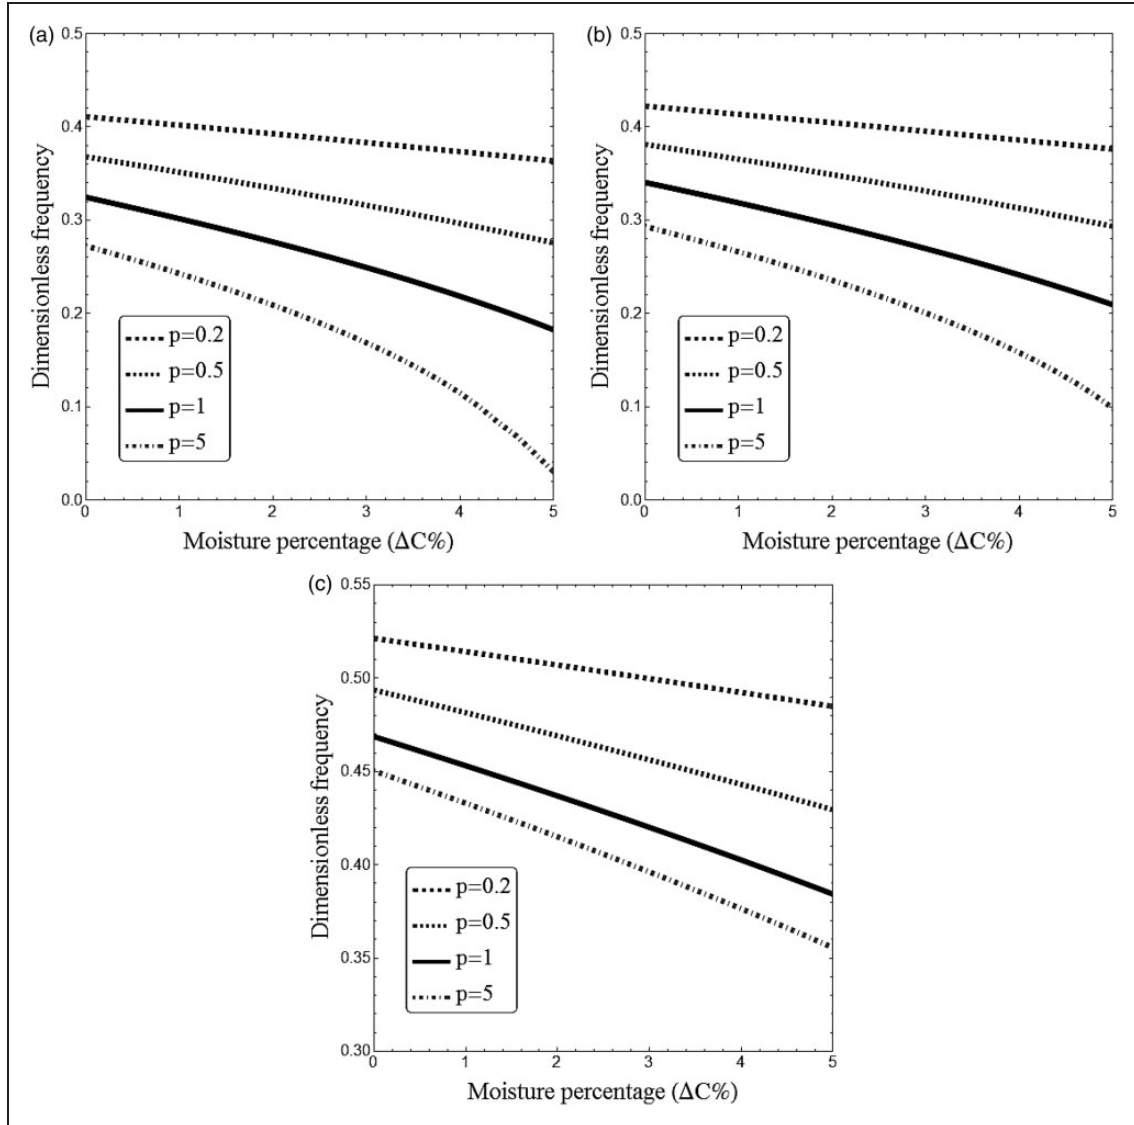 (a)
0.5
0.4
0.3
0.2
0.1
0.0
Dimensionless frequency
p=0.2
p=0.5
p=1
p=5
0 1 2 3 4 5
Moisture percentage (ΔC%)
(b)
0.5
0.4
0.3
0.2
0.1
0.0
Dimensionless frequency
p=0.2
p=0.5
p=1
p=5
0 1 2 3 4 5
Moisture percentage (ΔC%)
(c)
0.55
0.50
0.45
0.40
0.35
0.30
Dimensionless frequency
p=0.2
p=0.5
p=1
p=5
0 1 2 3 4 5
Moisture percentage (ΔC%)